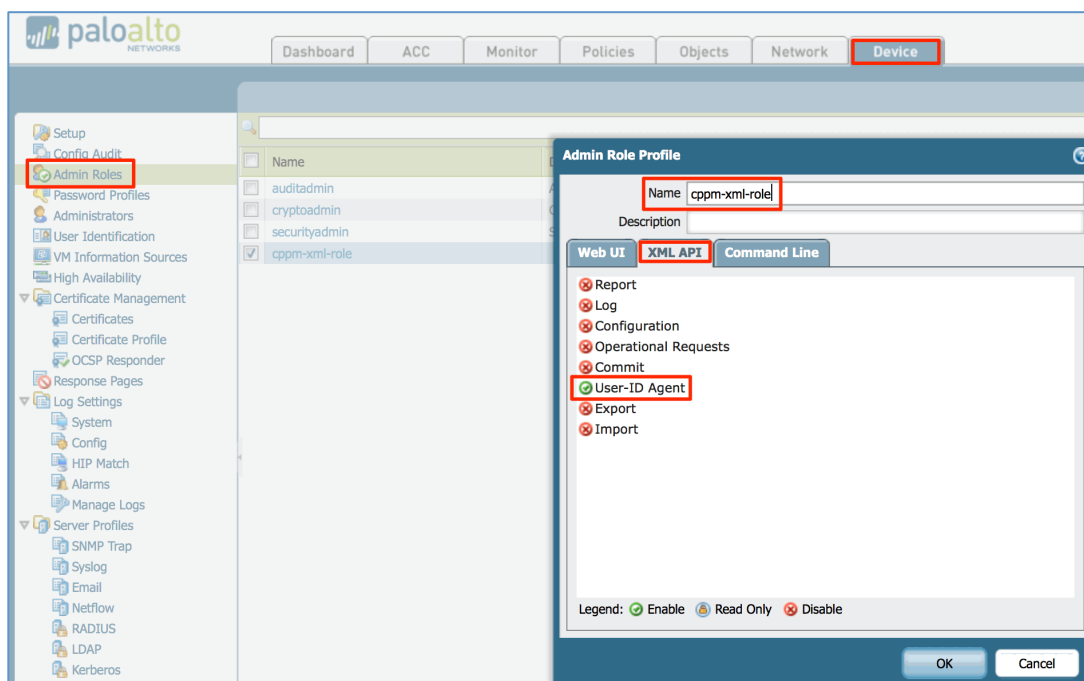 paloalto
NETWORKS
Dashboard ACC Monitor Policies Objects Network Device
Setup
Config Audit
Admin Roles
Password Profiles
Administrators
User Identification
VM Information Sources
High Availability
Certificate Management
Certificates
Certificate Profile
OCSP Responder
Response Pages
Log Settings
System
Config
HIP Match
Alarms
Manage Logs
Server Profiles
SNMP Trap
Syslog
Email
Netflow
RADIUS
LDAP
Kerberos
Name
auditadmin
cryptoadmin
securityadmin
cppm-xml-role
Admin Role Profile
Name cppm-xml-role
Description
Web UI XML API Command Line
Report
Log
Configuration
Operational Requests
Commit
User-ID Agent
Export
Import
Legend: Enable Read Only Disable
OK Cancel